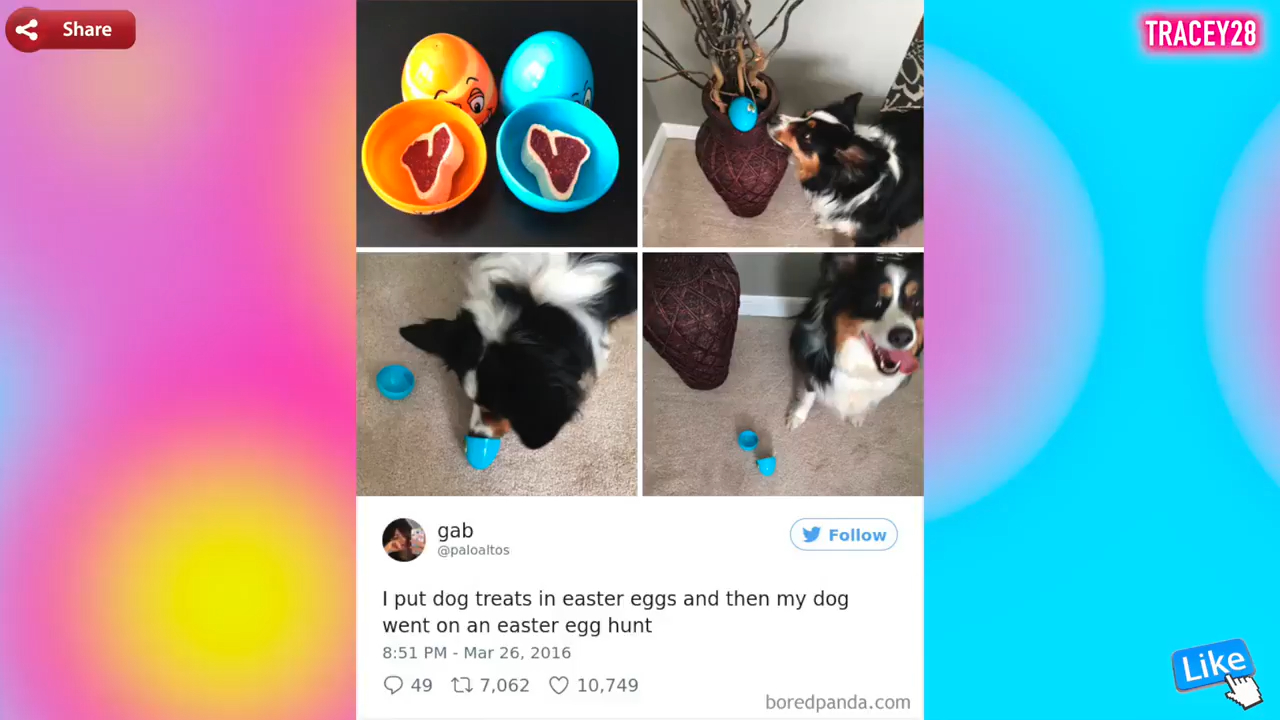 Share
TRACEY28
gab
@paloaltos
Follow
I put dog treats in easter eggs and then my dog
went on an easter egg hunt
8:51 PM - Mar 26, 2016
49 7,062 10,749
boredpanda.com
Like